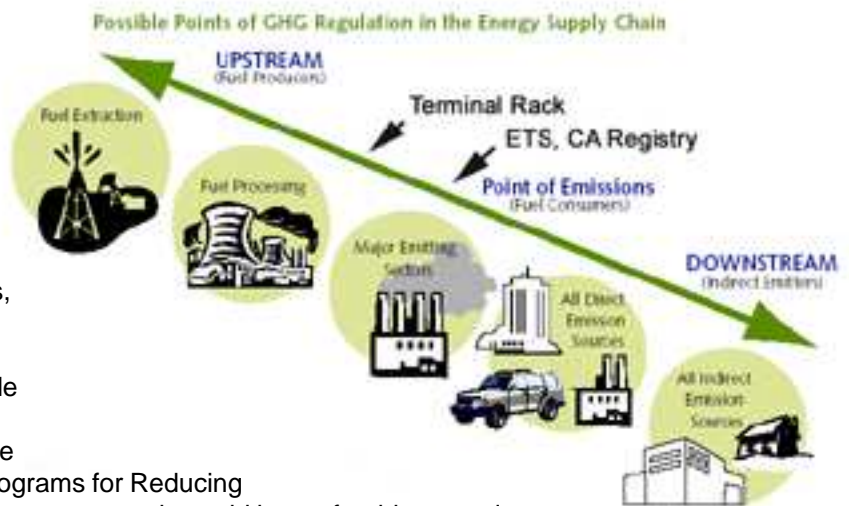 Possible Points of GHG Regulation in the Energy Supply Chain
UPSTREAM
(Fuel Producers)
Fuel Extraction
Terminal Rack
ETS, CA Registry
Fuel Processing
Point of Emissions
(Fuel Consumers)
Major Emitting
Sectors
DOWNSTREAM
(Indirect Emitters)
All Direct
Emission
Sources
All Indirect
Emission
Sources
s,
le
e
ograms for Reducing